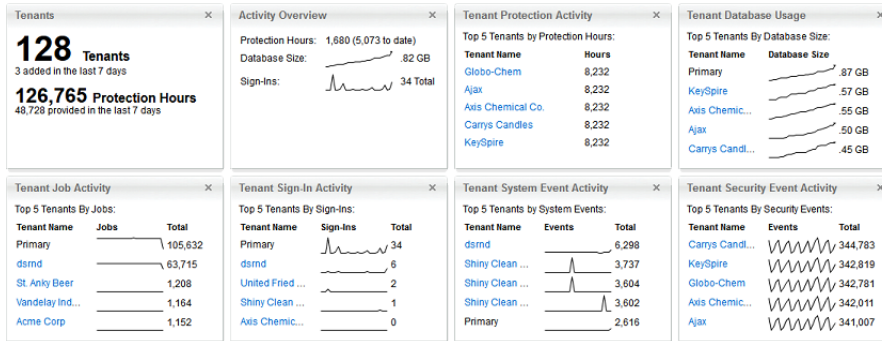 Tenants
128 Tenants
3 added in the last 7 days
126,765 Protection Hours
48,728 provided in the last 7 days
Activity Overview
Protection Hours: 1,680 (5,073 to date)
Database Size: .82 GB
Sign-Ins: 34 Total
Tenant Protection Activity
Top 5 Tenants by Protection Hours:
Tenant Name Hours
Globo-Chem 8,232
Ajax 8,232
Axis Chemical Co. 8,232
Carrys Candles 8,232
KeySpire 8,232
Tenant Database Usage
Top 5 Tenants By Database Size:
Tenant Name Database Size
Primary .87 GB
KeySpire .57 GB
Axis Chemic... .55 GB
Ajax .50 GB
Carrys Candl... .45 GB
Tenant Job Activity
Top 5 Tenants By Jobs:
Tenant Name Jobs Total
Primary 105,632
dsrnd 63,715
St. Anky Beer 1,208
Vandelay Ind... 1,164
Acme Corp 1,152
Tenant Sign-In Activity
Top 5 Tenants By Sign-Ins:
Tenant Name Sign-Ins Total
Primary 34
dsrnd 6
United Fried ... 2
Shiny Clean ... 1
Axis Chemic... 0
Tenant System Event Activity
Top 5 Tenants by System Events:
Tenant Name Events Total
dsrnd 6,298
Shiny Clean ... 3,737
Shiny Clean ... 3,604
Shiny Clean ... 3,602
Primary 2,616
Tenant Security Event Activity
Top 5 Tenants By Security Events:
Tenant Name Events Total
Carrys Candl... 344,783
KeySpire 342,819
Globo-Chem 342,781
Axis Chemic... 342,011
Ajax 341,007